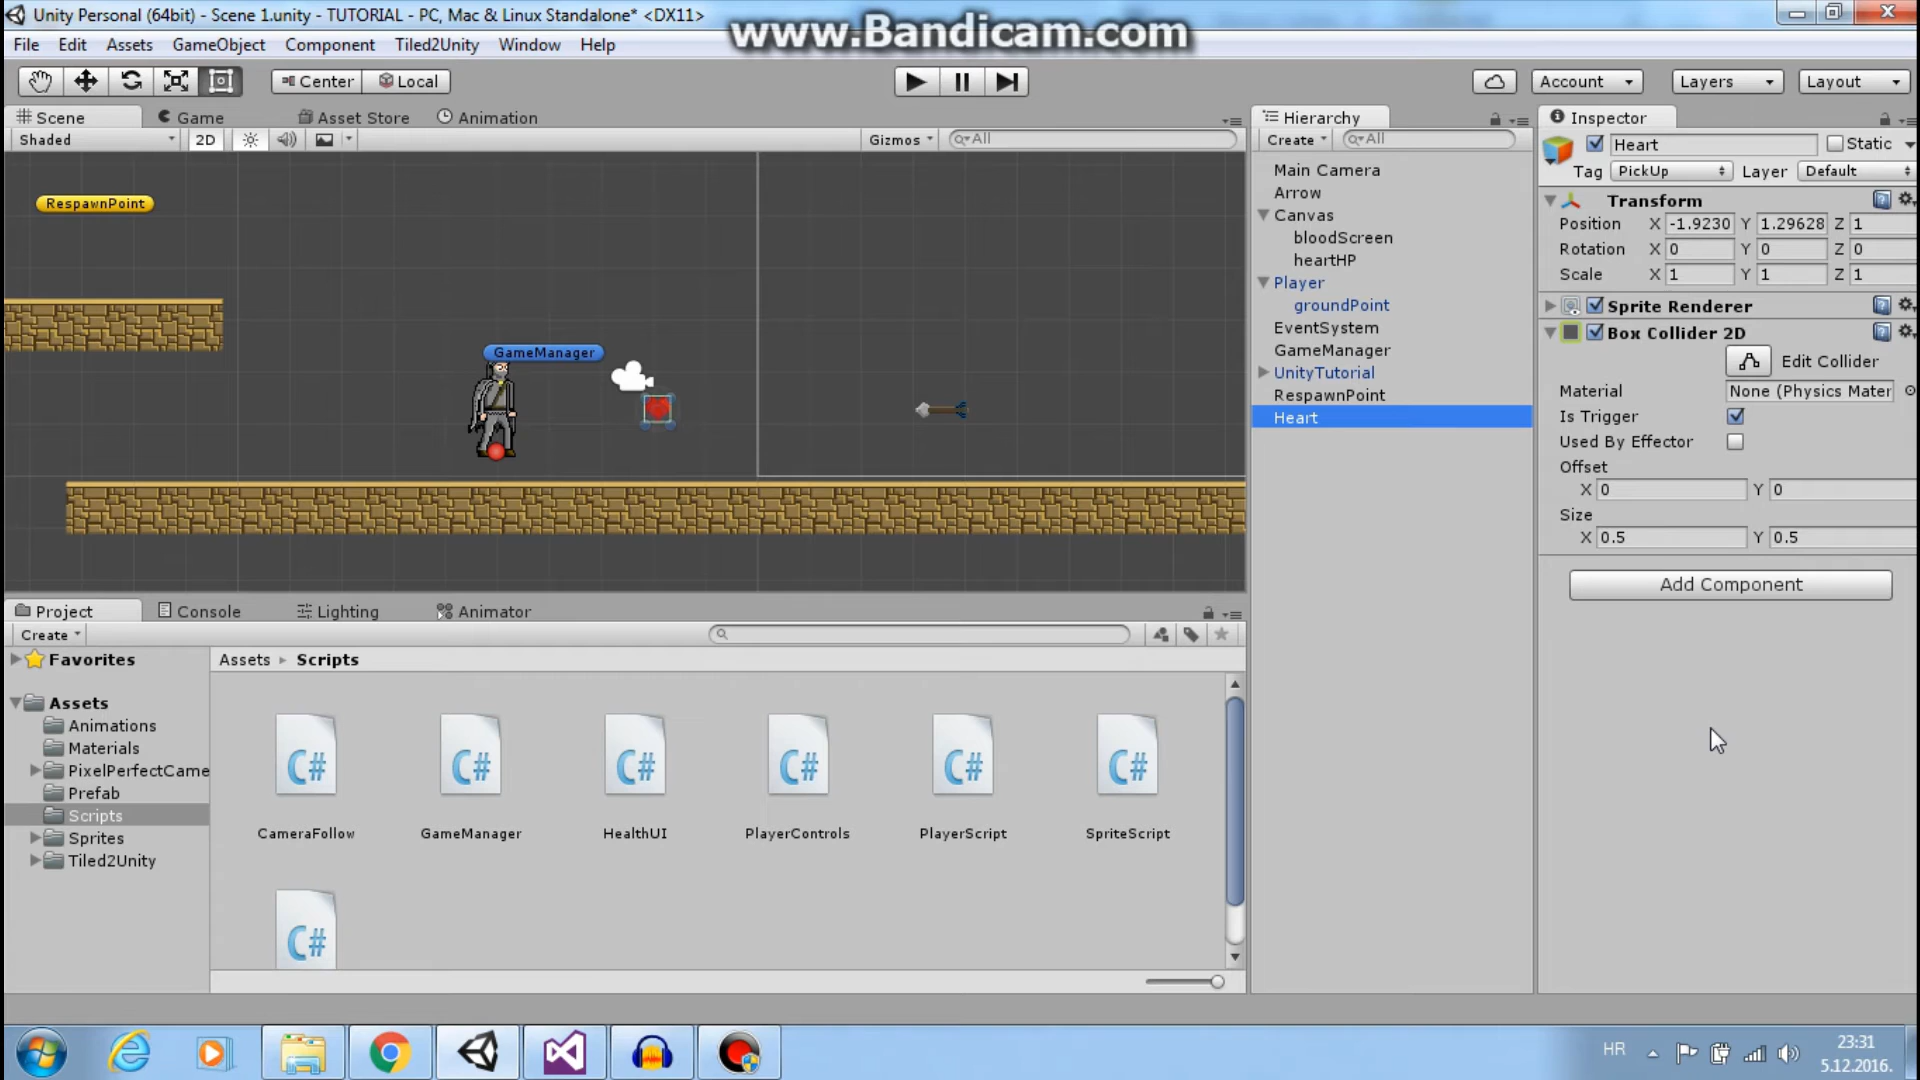 Unity Personal (64bit) - Scene 1.unity - TUTORIAL - PC, Mac & Linux Standalone* <DX11>
www.Bandicam.com
File Edit Assets GameObject Component Tiled2Unity Window Help
Center Local Account Layers Layout
Scene Game Asset Store Animation
Shaded 2D Gizmos All
RespawnPoint
GameManager
Hierarchy
Create All
Main Camera
Arrow
Canvas
bloodScreen
heartHP
Player
groundPoint
EventSystem
GameManager
UnityTutorial
RespawnPoint
Heart
Inspector
Heart Static
Tag PickUp Layer Default
Transform
Position X -1.9230 Y 1.29628 Z 1
Rotation X 0 Y 0 Z 0
Scale X 1 Y 1 Z 1
Sprite Renderer
Box Collider 2D
Edit Collider
Material None (Physics Mater
Is Trigger
Used By Effector
Offset
X 0 Y 0
Size
X 0.5 Y 0.5
Add Component
Project Console Lighting Animator
Create
Favorites
Assets
Animations
Materials
PixelPerfectCame
Prefab
Scripts
Sprites
Tiled2Unity
Assets Scripts
C# C# C# C# C# C#
CameraFollow GameManager HealthUI PlayerControls PlayerScript SpriteScript
C#
HR
23:31
5.12.2016.